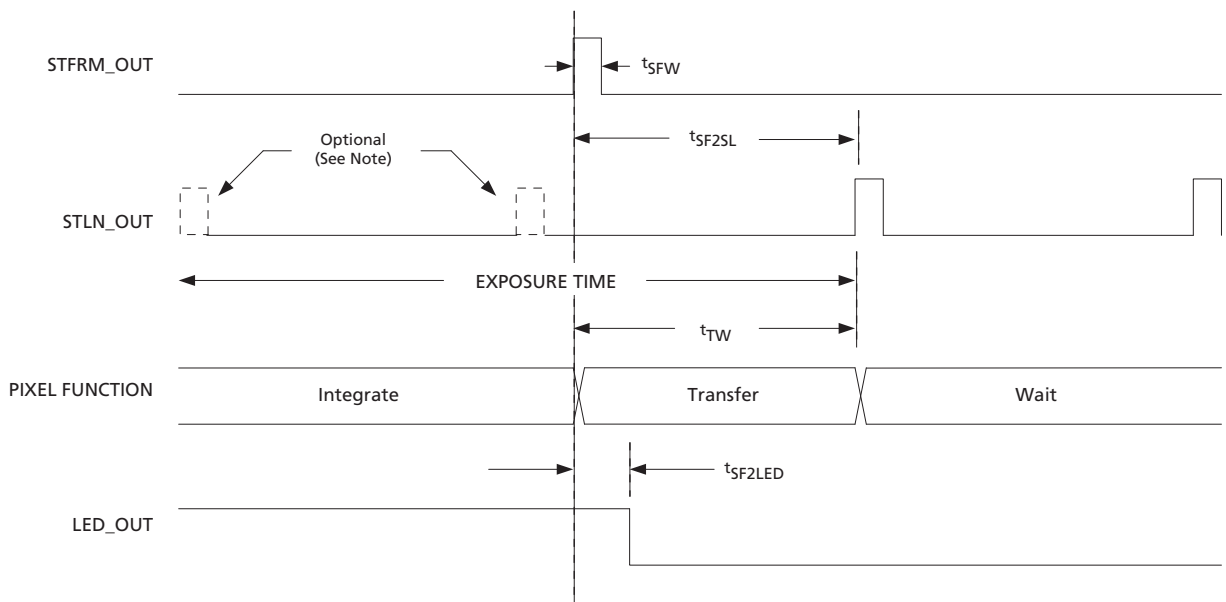 STFRM_OUT
tSFW
tSF2SL
Optional
(See Note)
STLN_OUT
EXPOSURE TIME
tTW
PIXEL FUNCTION
Integrate
Transfer
Wait
tSF2LED
LED_OUT